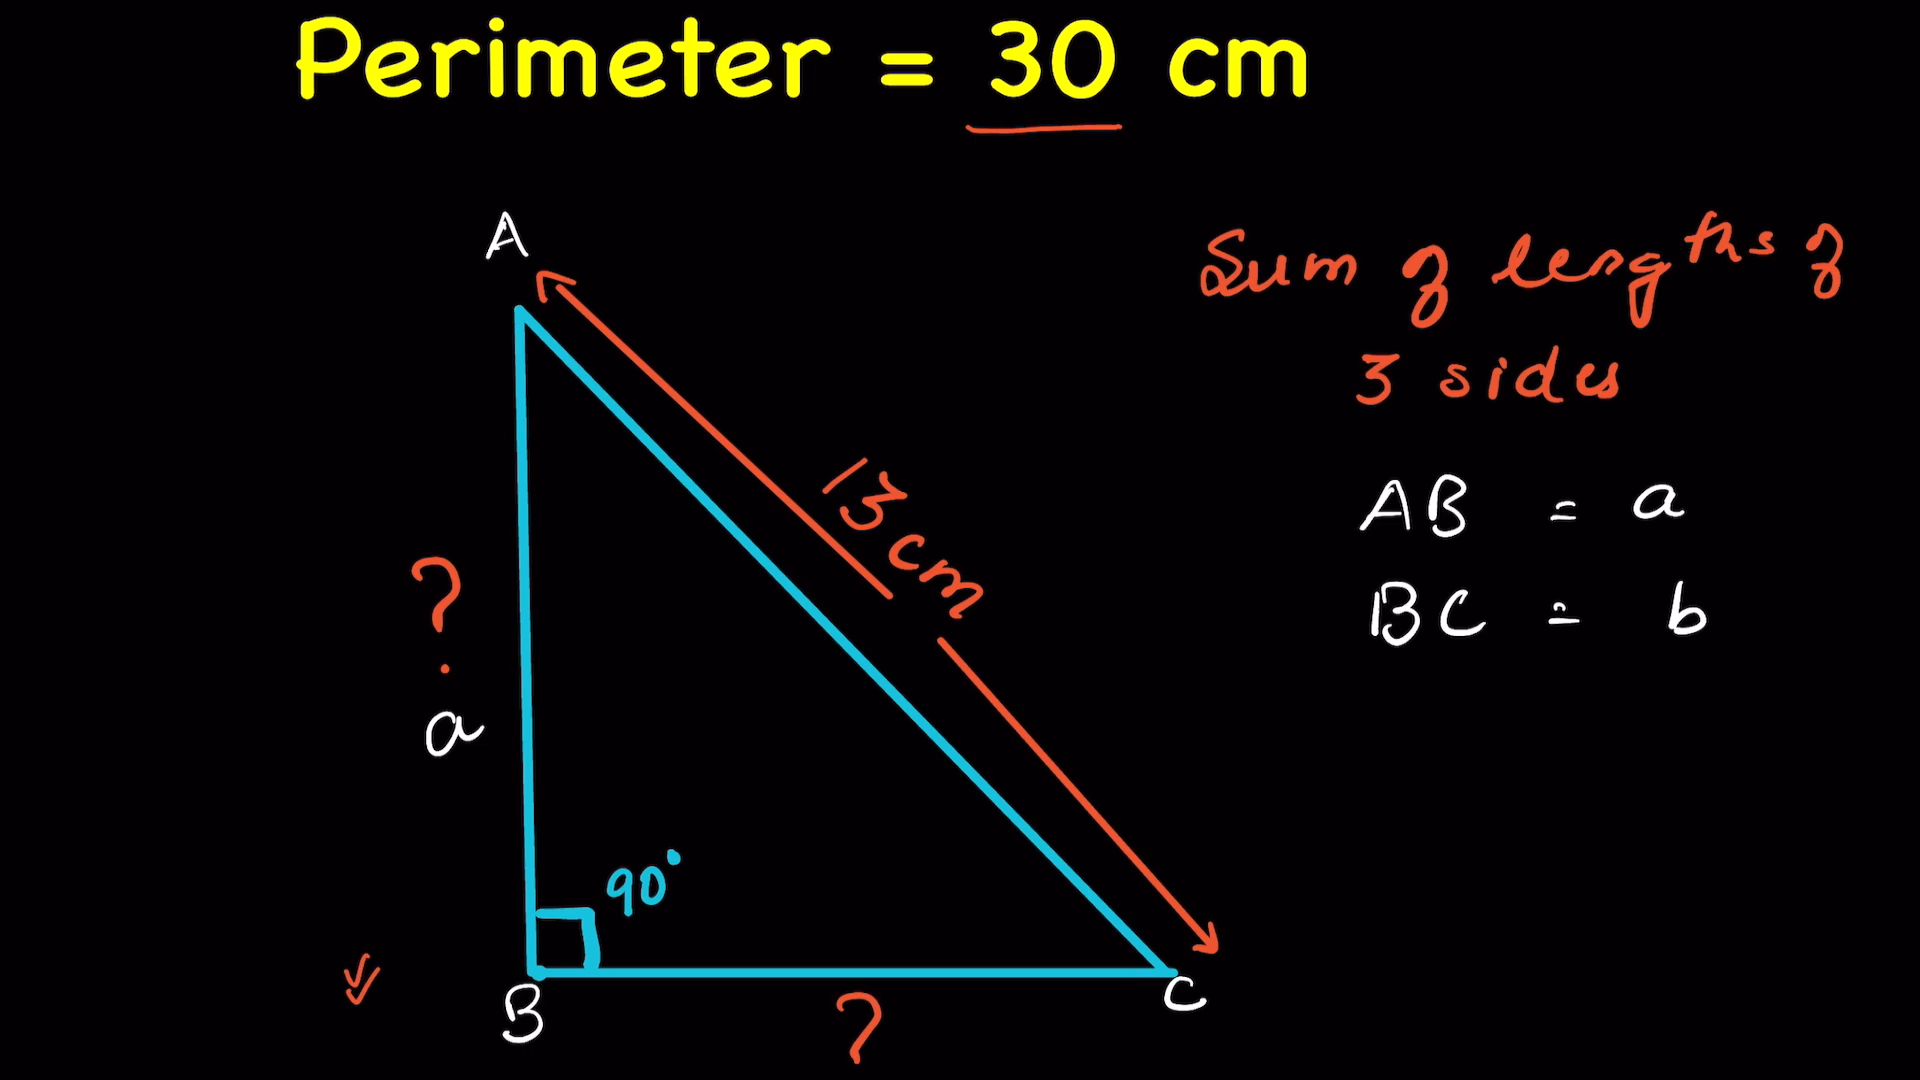 Perimeter = 30 cm
A
Sum of lengths of
3 sides
13 cm
AB = a
BC = b
?
a
90°
B
C
?